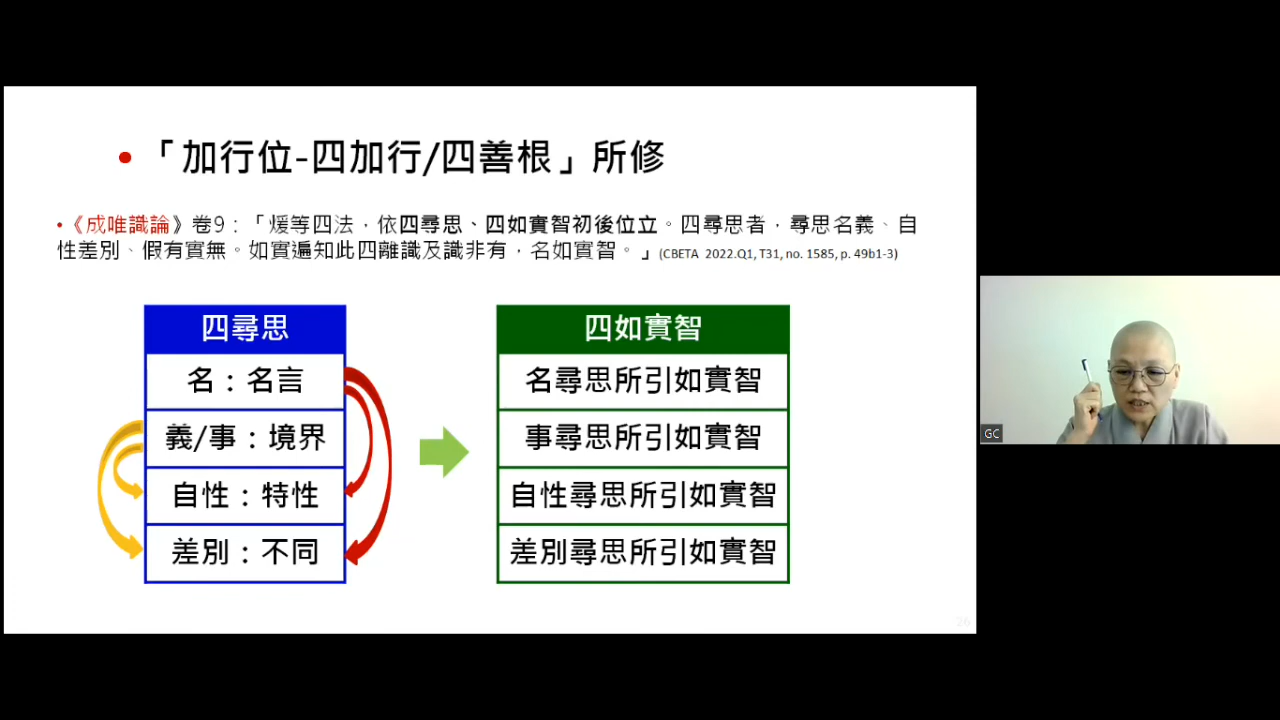 •「加行位-四加行/四善根」所修
•《成唯識論》卷9：「煖等四法，依四尋思、四如實智初後位立。四尋思者，尋思名義、自
性差別、假有實無。如實遍知此四離識及識非有，名如實智。」(CBETA 2022.Q1, T31, no. 1585, p. 49b1-3)
四尋思
名：名言
義/事：境界
自性：特性
差別：不同
四如實智
名尋思所引如實智
事尋思所引如實智
自性尋思所引如實智
差別尋思所引如實智
26
GC